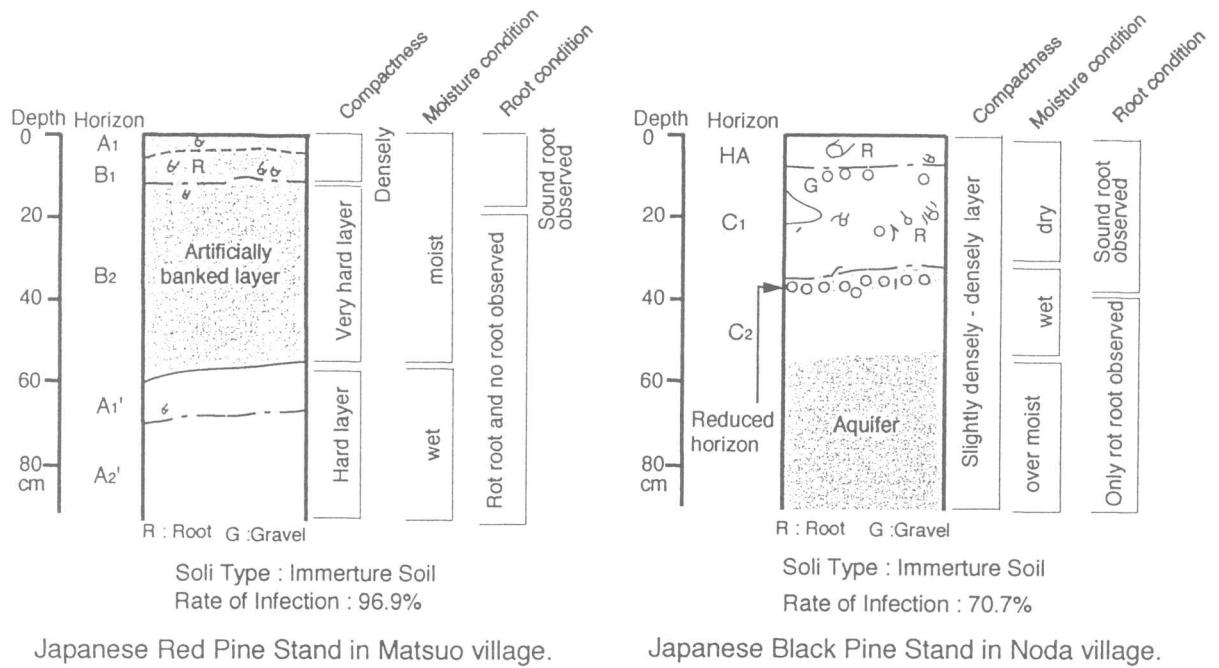 Compactness
Moisture condition
Root condition
Depth Horizon
0
20
40
60
80
cm
A1
B1
B2
A1'
A2'
R
Artificially
banked layer
Densely
Very hard layer
Hard layer
moist
wet
Sound root
observed
Rot root and no root observed
R : Root G :Gravel
Soli Type : Immerture Soil
Rate of Infection : 96.9%
Japanese Red Pine Stand in Matsuo village.
Compactness
Moisture condition
Root condition
Depth Horizon
0
20
40
60
80
cm
HA
C1
C2
Reduced
horizon
R
G
R
Aquifer
Slightly densely - densely layer
dry
wet
over moist
Sound root
observed
Only rot root observed
R : Root G :Gravel
Soli Type : Immerture Soil
Rate of Infection : 70.7%
Japanese Black Pine Stand in Noda village.